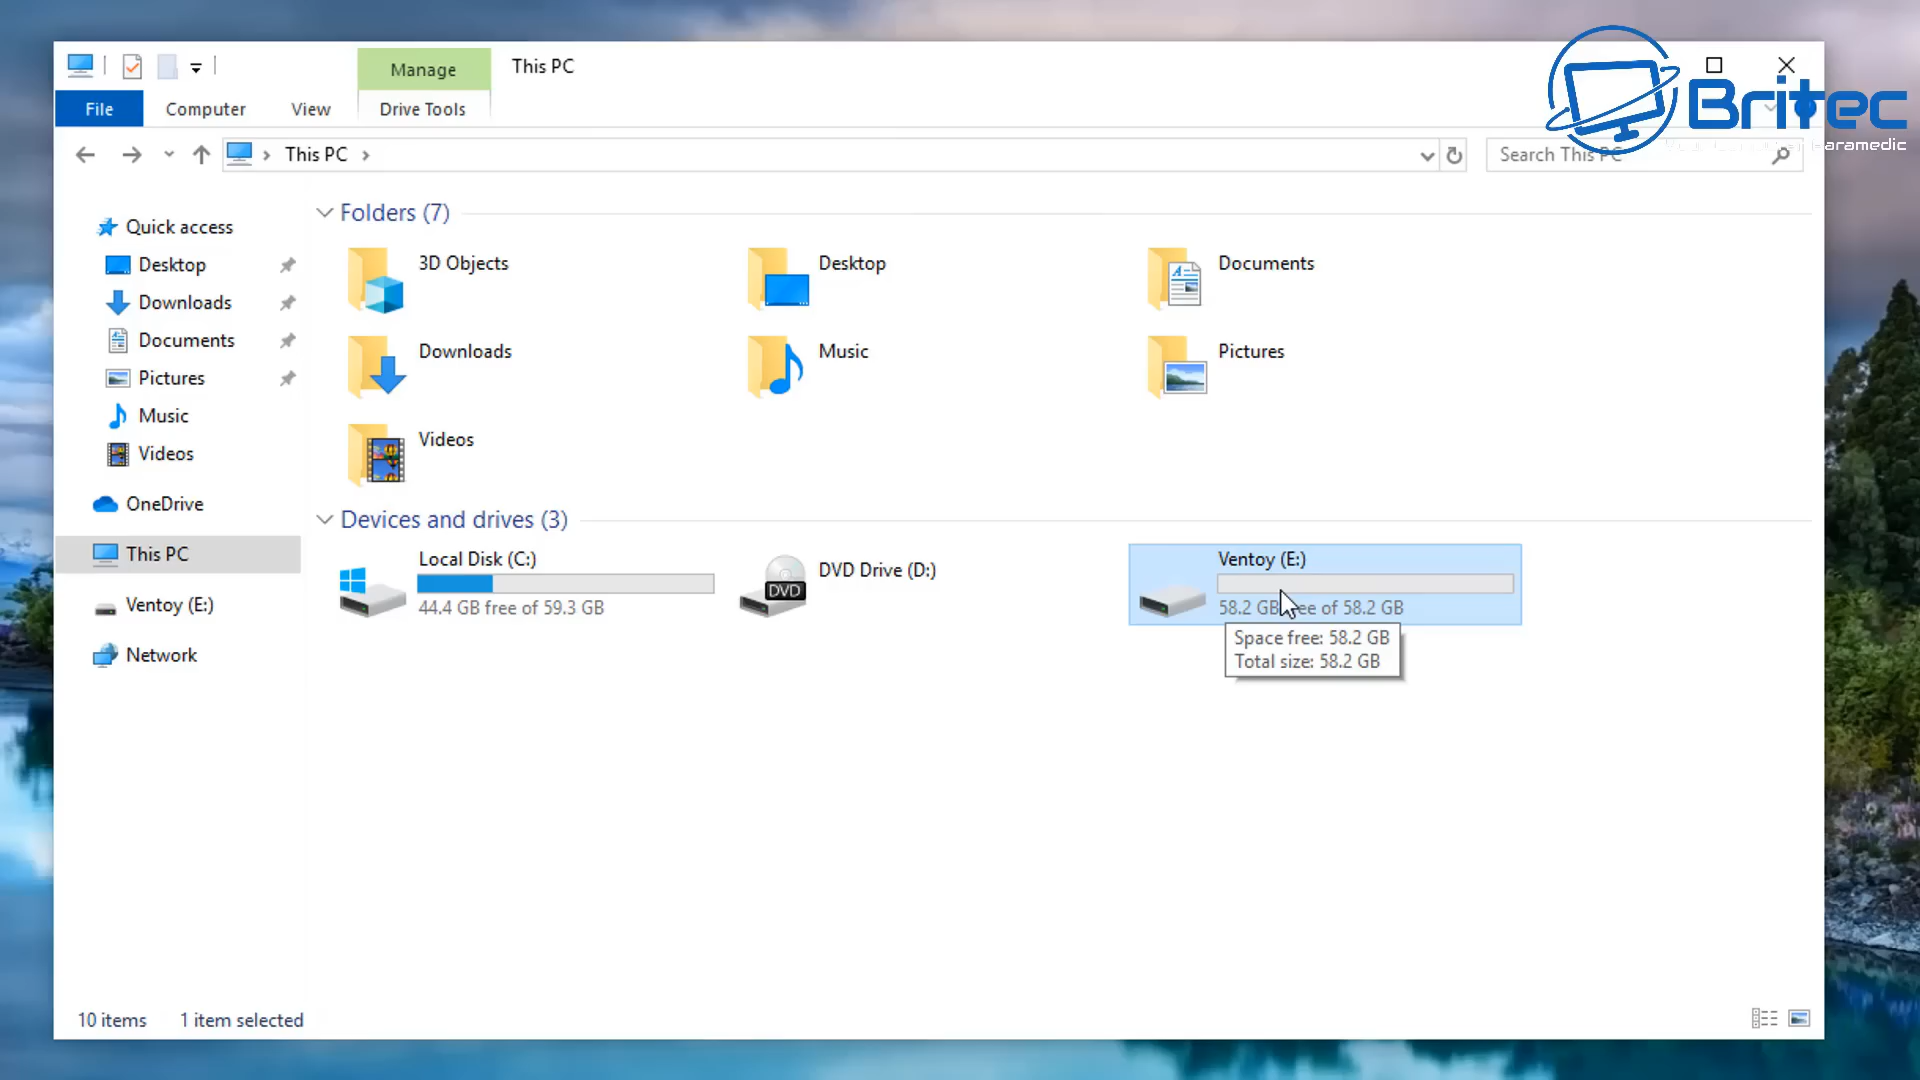 Manage
This PC
File
Computer
View
Drive Tools
Britec
This PC
Search This PC
Paramedic
Quick access
Desktop
Downloads
Documents
Pictures
Music
Videos
OneDrive
This PC
Ventoy (E:)
Network
Folders (7)
3D Objects
Desktop
Documents
Downloads
Music
Pictures
Videos
Devices and drives (3)
Local Disk (C:)
44.4 GB free of 59.3 GB
DVD
DVD Drive (D:)
Ventoy (E:)
58.2 GB free of 58.2 GB
Space free: 58.2 GB
Total size: 58.2 GB
10 items
1 item selected